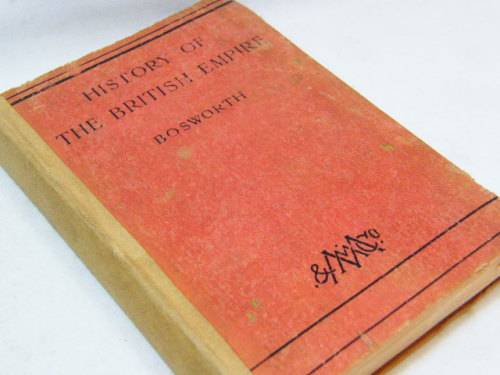 HISTORY OF
THE BRITISH EMPIRE
BOSWORTH